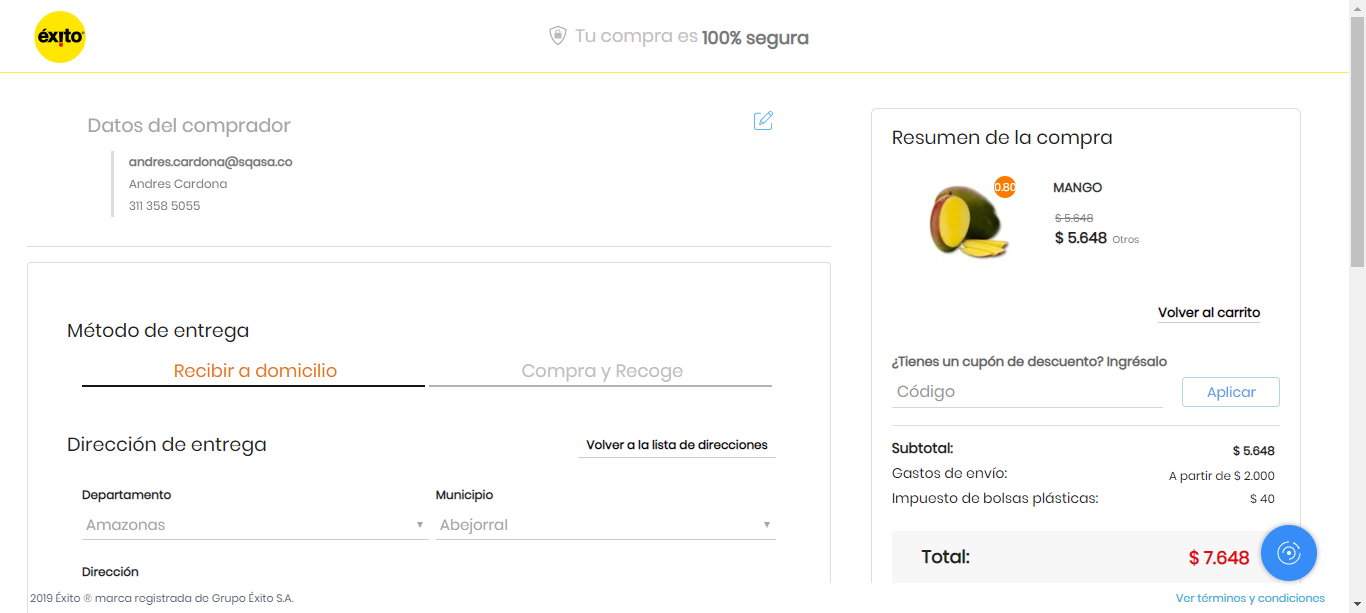 éxito
Tu compra es 100% segura
Datos del comprador
andres.cardona@sqasa.co
Andres Cardona
311 358 5055
Método de entrega
Recibir a domicilio
Compra y Recoge
Dirección de entrega
Volver a la lista de direcciones
Departamento
Municipio
Amazonas
Abejorral
Dirección
Resumen de la compra
0.80
MANGO
$ 5.648
$ 5.648 Otros
Volver al carrito
¿Tienes un cupón de descuento? Ingrésalo
Código
Aplicar
Subtotal: $ 5.648
Gastos de envío: A partir de $ 2.000
Impuesto de bolsas plásticas: $ 40
Total: $ 7.648
2019 Éxito ® marca registrada de Grupo Éxito S.A.
Ver términos y condiciones